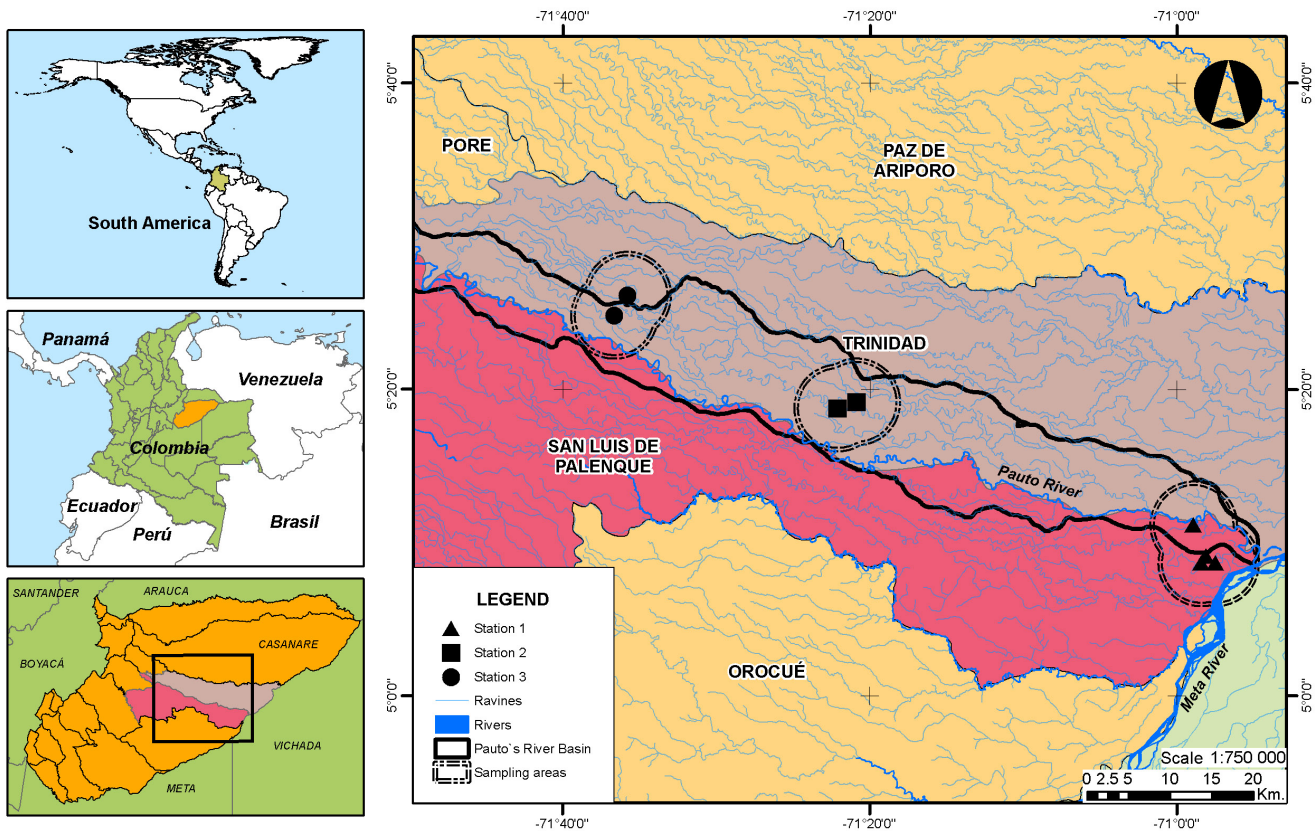 South America
Panamá
Venezuela
Colombia
Ecuador
Perú
Brasil
SANTANDER
ARAUCA
CASANARE
BOYACÁ
VICHADA
META
-71°40'0"
-71°20'0"
-71°0'0"
5°40'0"
5°40'0"
PORE
PAZ DE
ARIPORO
TRINIDAD
5°20'0"
5°20'0"
SAN LUIS DE
PALENQUE
Pauto River
LEGEND
Station 1
Station 2
Station 3
Ravines
Rivers
Pauto`s River Basin
Sampling areas
OROCUÉ
Meta River
5°0'0"
5°0'0"
Scale 1:750 000
0 2.5 5 10 15 20
Km.
-71°40'0"
-71°20'0"
-71°0'0"